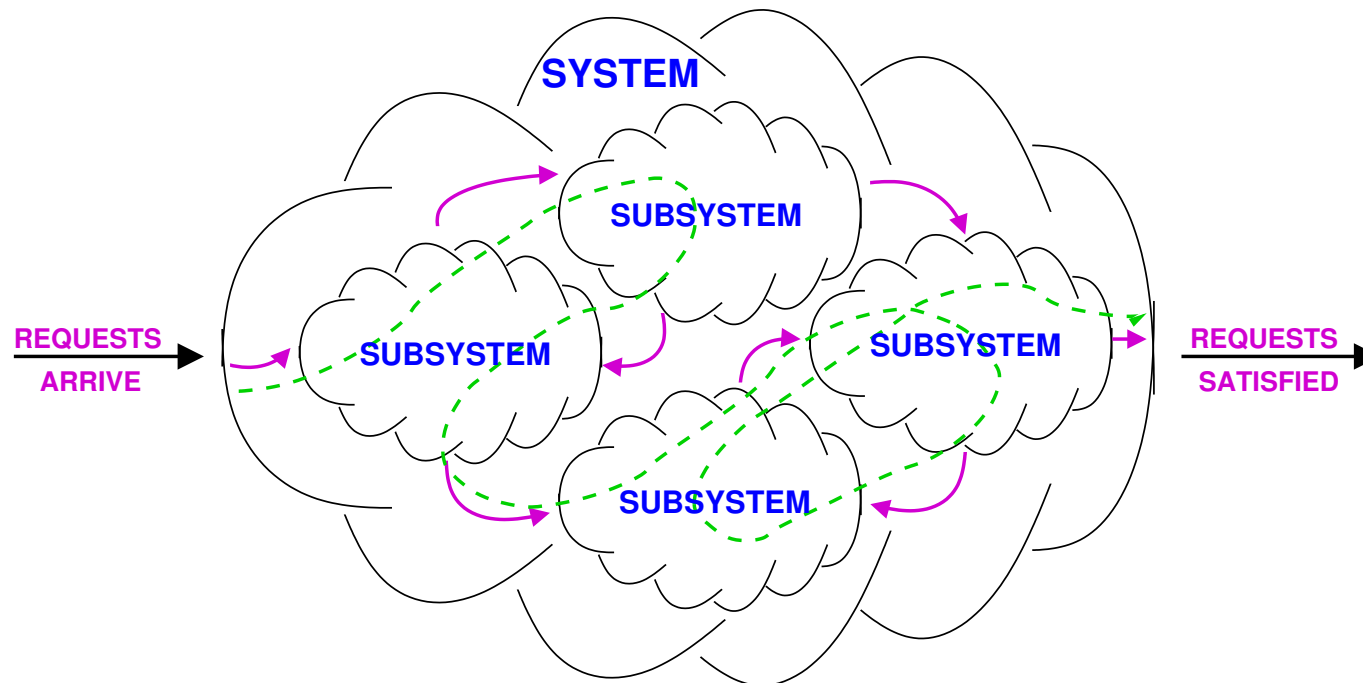 SYSTEM
SUBSYSTEM
REQUESTS
ARRIVE
SUBSYSTEM
SUBSYSTEM
REQUESTS
SATISFIED
SUBSYSTEM